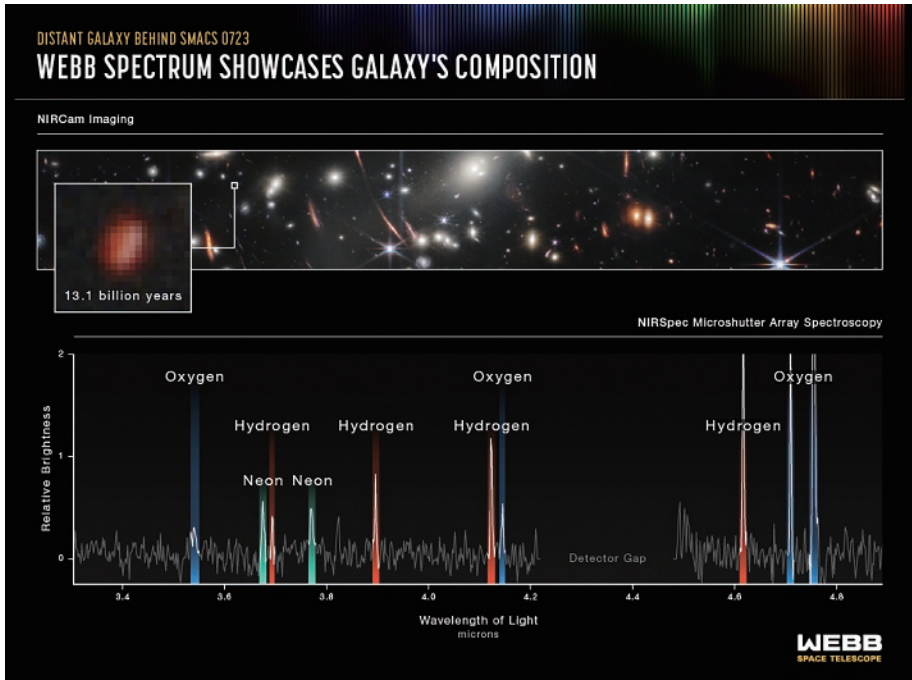 DISTANT GALAXY BEHIND SMACS 0723
WEBB SPECTRUM SHOWCASES GALAXY'S COMPOSITION
NIRCam Imaging
13.1 billion years
NIRSpec Microshutter Array Spectroscopy
2
Oxygen
Oxygen
Oxygen
Hydrogen
Hydrogen
Hydrogen
Hydrogen
1
Neon
Neon
Relative Brightness
0
Detector Gap
3.4
3.6
3.8
4.0
4.2
4.4
4.6
4.8
Wavelength of Light
microns
WEBB
SPACE TELESCOPE